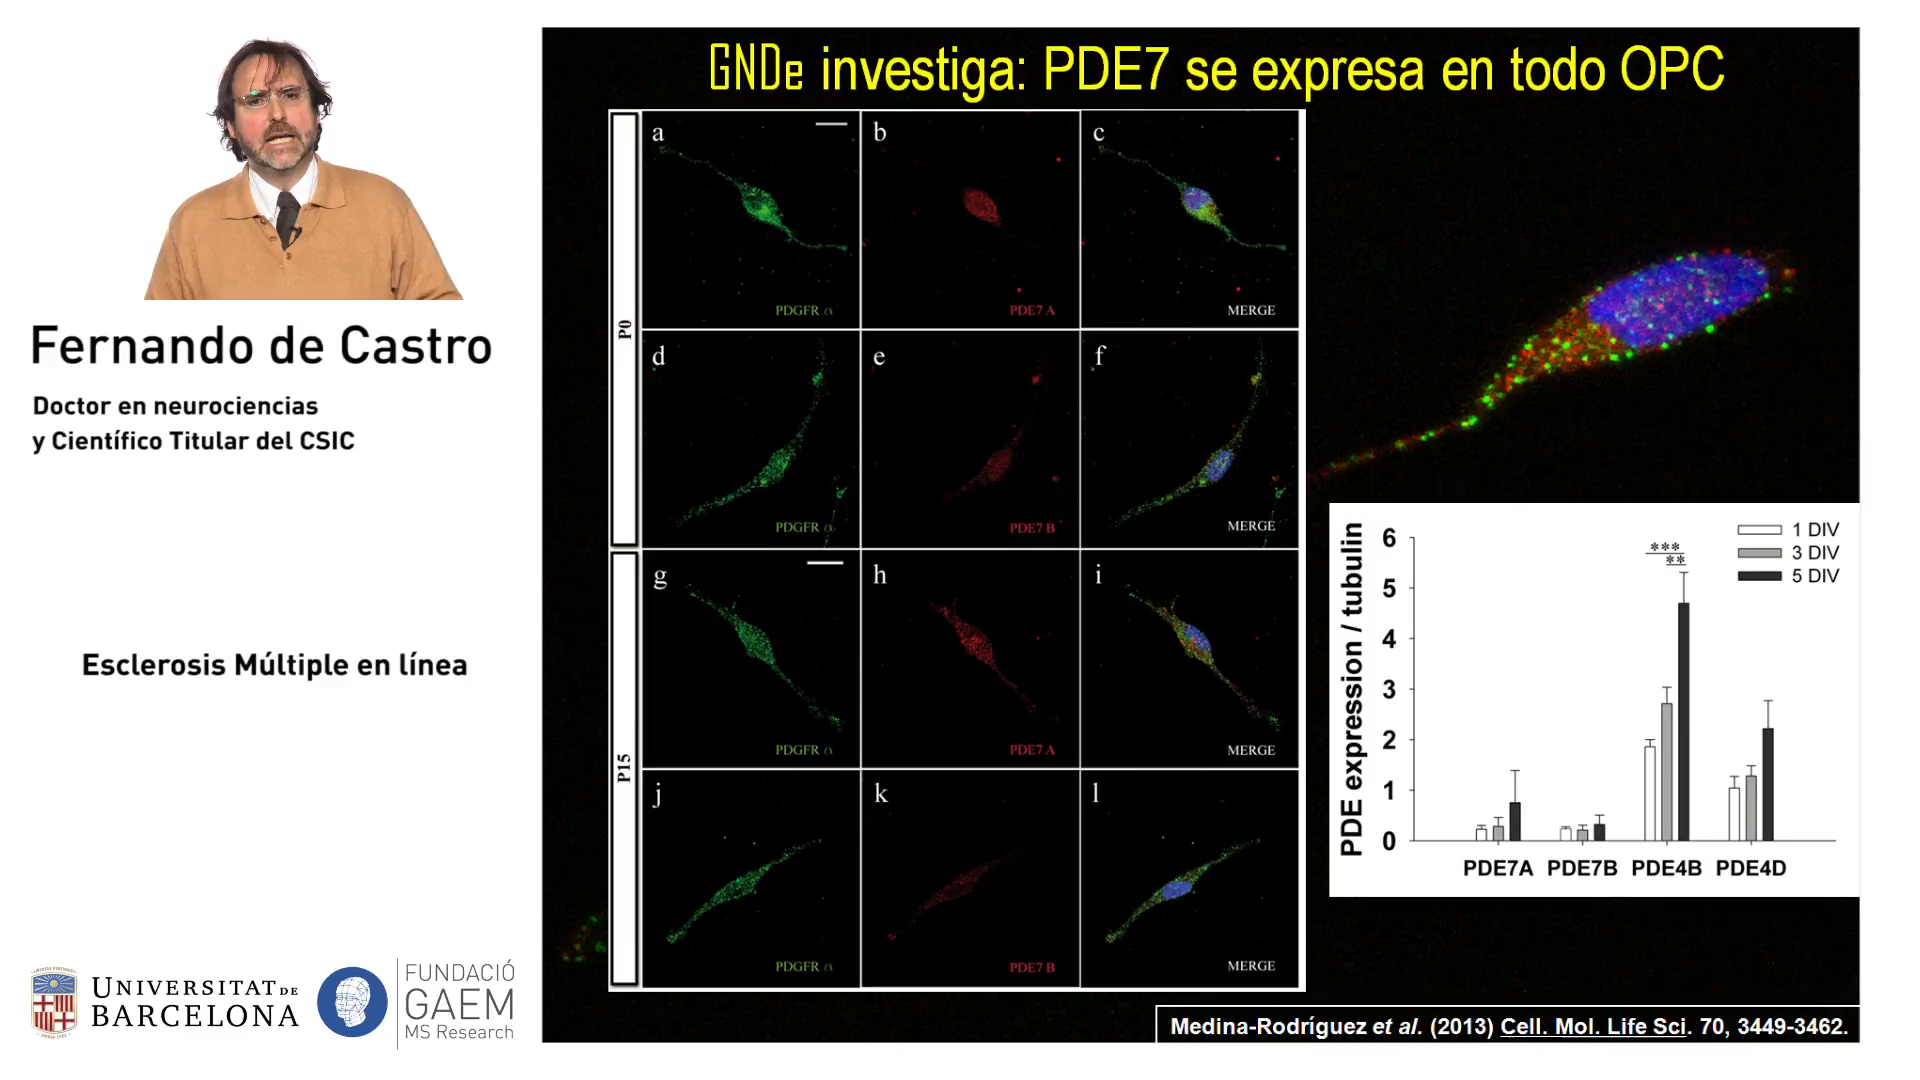 GNDe investiga: PDE7 se expresa en todo OPC
Fernando de Castro
Doctor en neurociencias
y Científico Titular del CSIC
Esclerosis Múltiple en línea
UNIVERSITAT DE
BARCELONA
FUNDACIÓ
GAEM
MS Research
P0
a
PDGFR α
b
PDE7 A
c
MERGE
d
PDGFR α
e
PDE7 B
f
MERGE
P15
g
PDGFR α
h
PDE7 A
i
MERGE
j
PDGFR α
k
PDE7 B
l
MERGE
PDE expression / tubulin
6
5
4
3
2
1
0
***
**
1 DIV
3 DIV
5 DIV
PDE7A PDE7B PDE4B PDE4D
Medina-Rodríguez et al. (2013) Cell. Mol. Life Sci. 70, 3449-3462.